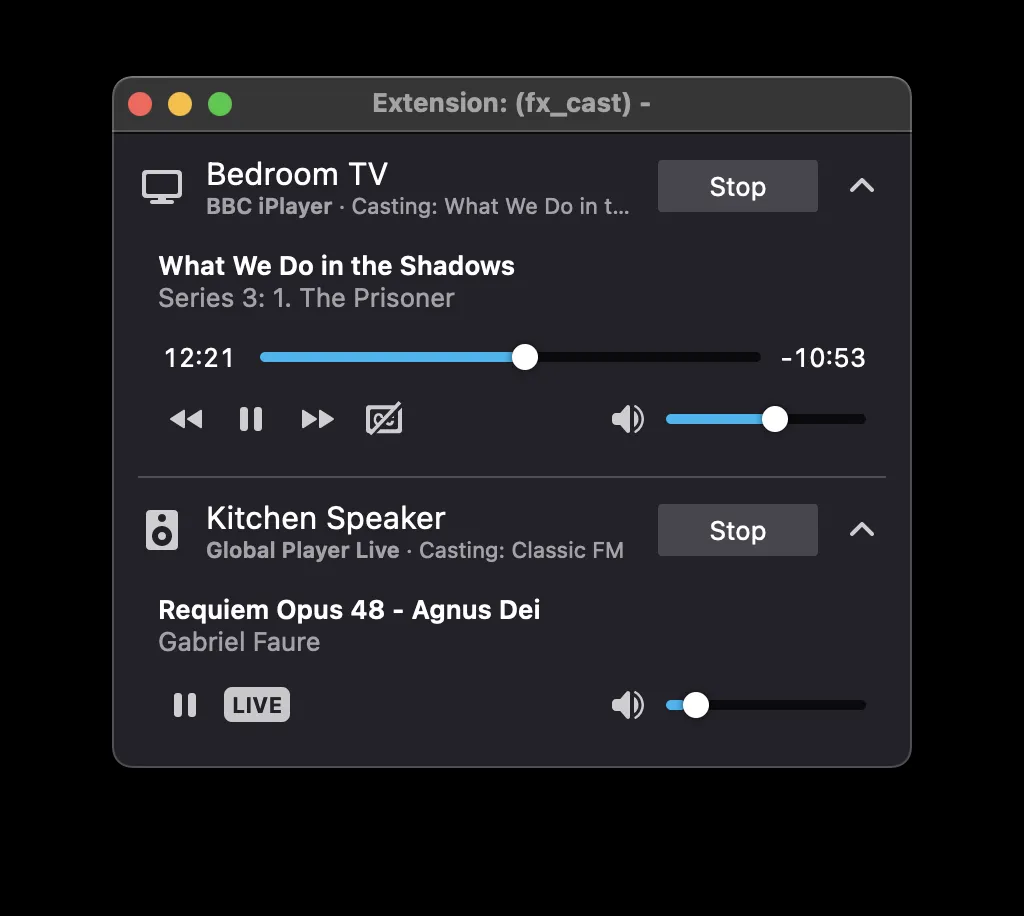 Extension: (fx_cast) -
Bedroom TV
Stop
BBC iPlayer · Casting: What We Do in t...
What We Do in the Shadows
Series 3: 1. The Prisoner
12:21
-10:53
Kitchen Speaker
Stop
Global Player Live · Casting: Classic FM
Requiem Opus 48 - Agnus Dei
Gabriel Faure
LIVE